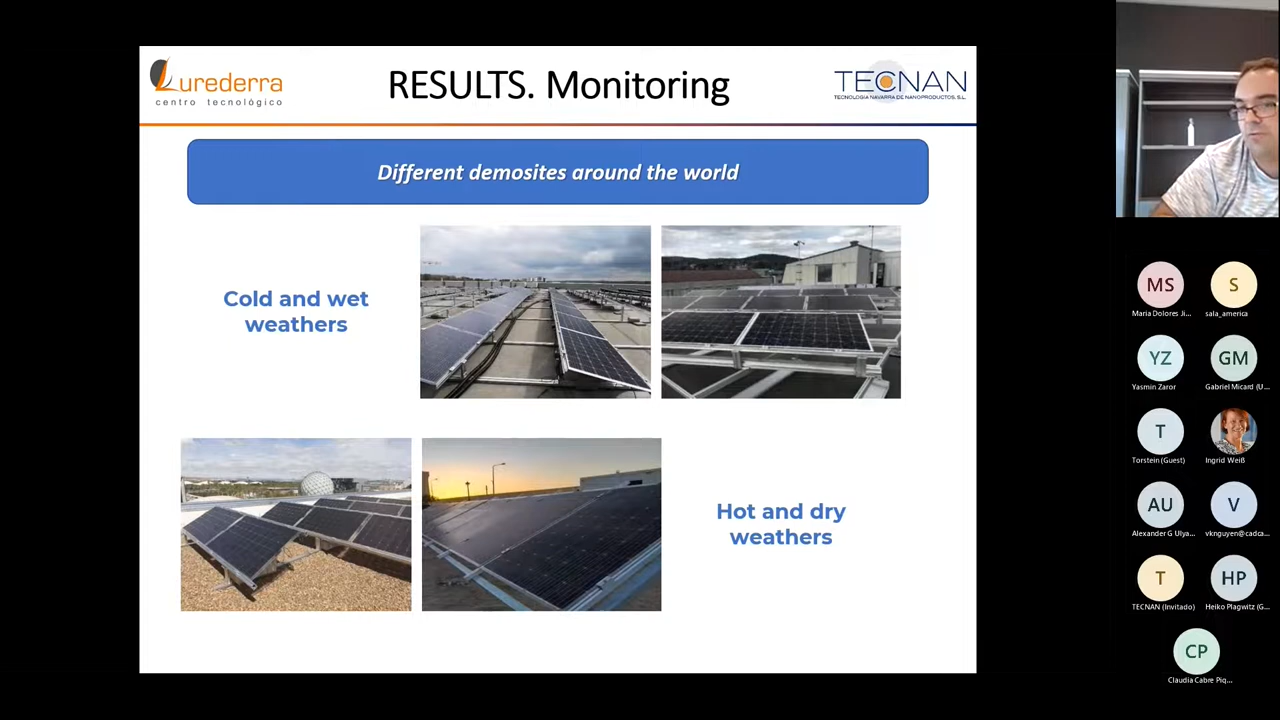 Lurederra
centro tecnológico
RESULTS. Monitoring
TECNAN
TECNOLOGIA NAVARRA DE NANOPRODUCTOS, S.L.
Different demosites around the world
Cold and wet
weathers
Hot and dry
weathers
MS
S
Maria Dolores Ji...
sala_america
YZ
GM
Yasmin Zaror
Gabriel Micard (U...
T
Torstein (Guest)
Ingrid Weiß
AU
V
Alexander G Ulya...
vknguyen@cadca...
T
HP
TECNAN (Invitado)
Heiko Plagwitz (G...
CP
Claudia Cabre Piq...